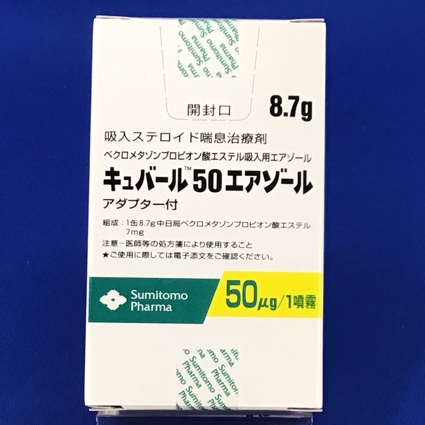 開封口
8.7g
吸入ステロイド喘息治療剤
ベクロメタゾンプロピオン酸エステル吸入用エアゾール
キュバール™50エアゾール
アダプター付
組成：1缶8.7g中日局ベクロメタゾンプロピオン酸エステル
7mg
注意－医師等の処方箋により使用すること
★ご使用に際しては電子添文をご確認ください。
Sumitomo
Pharma
50μg/1噴霧